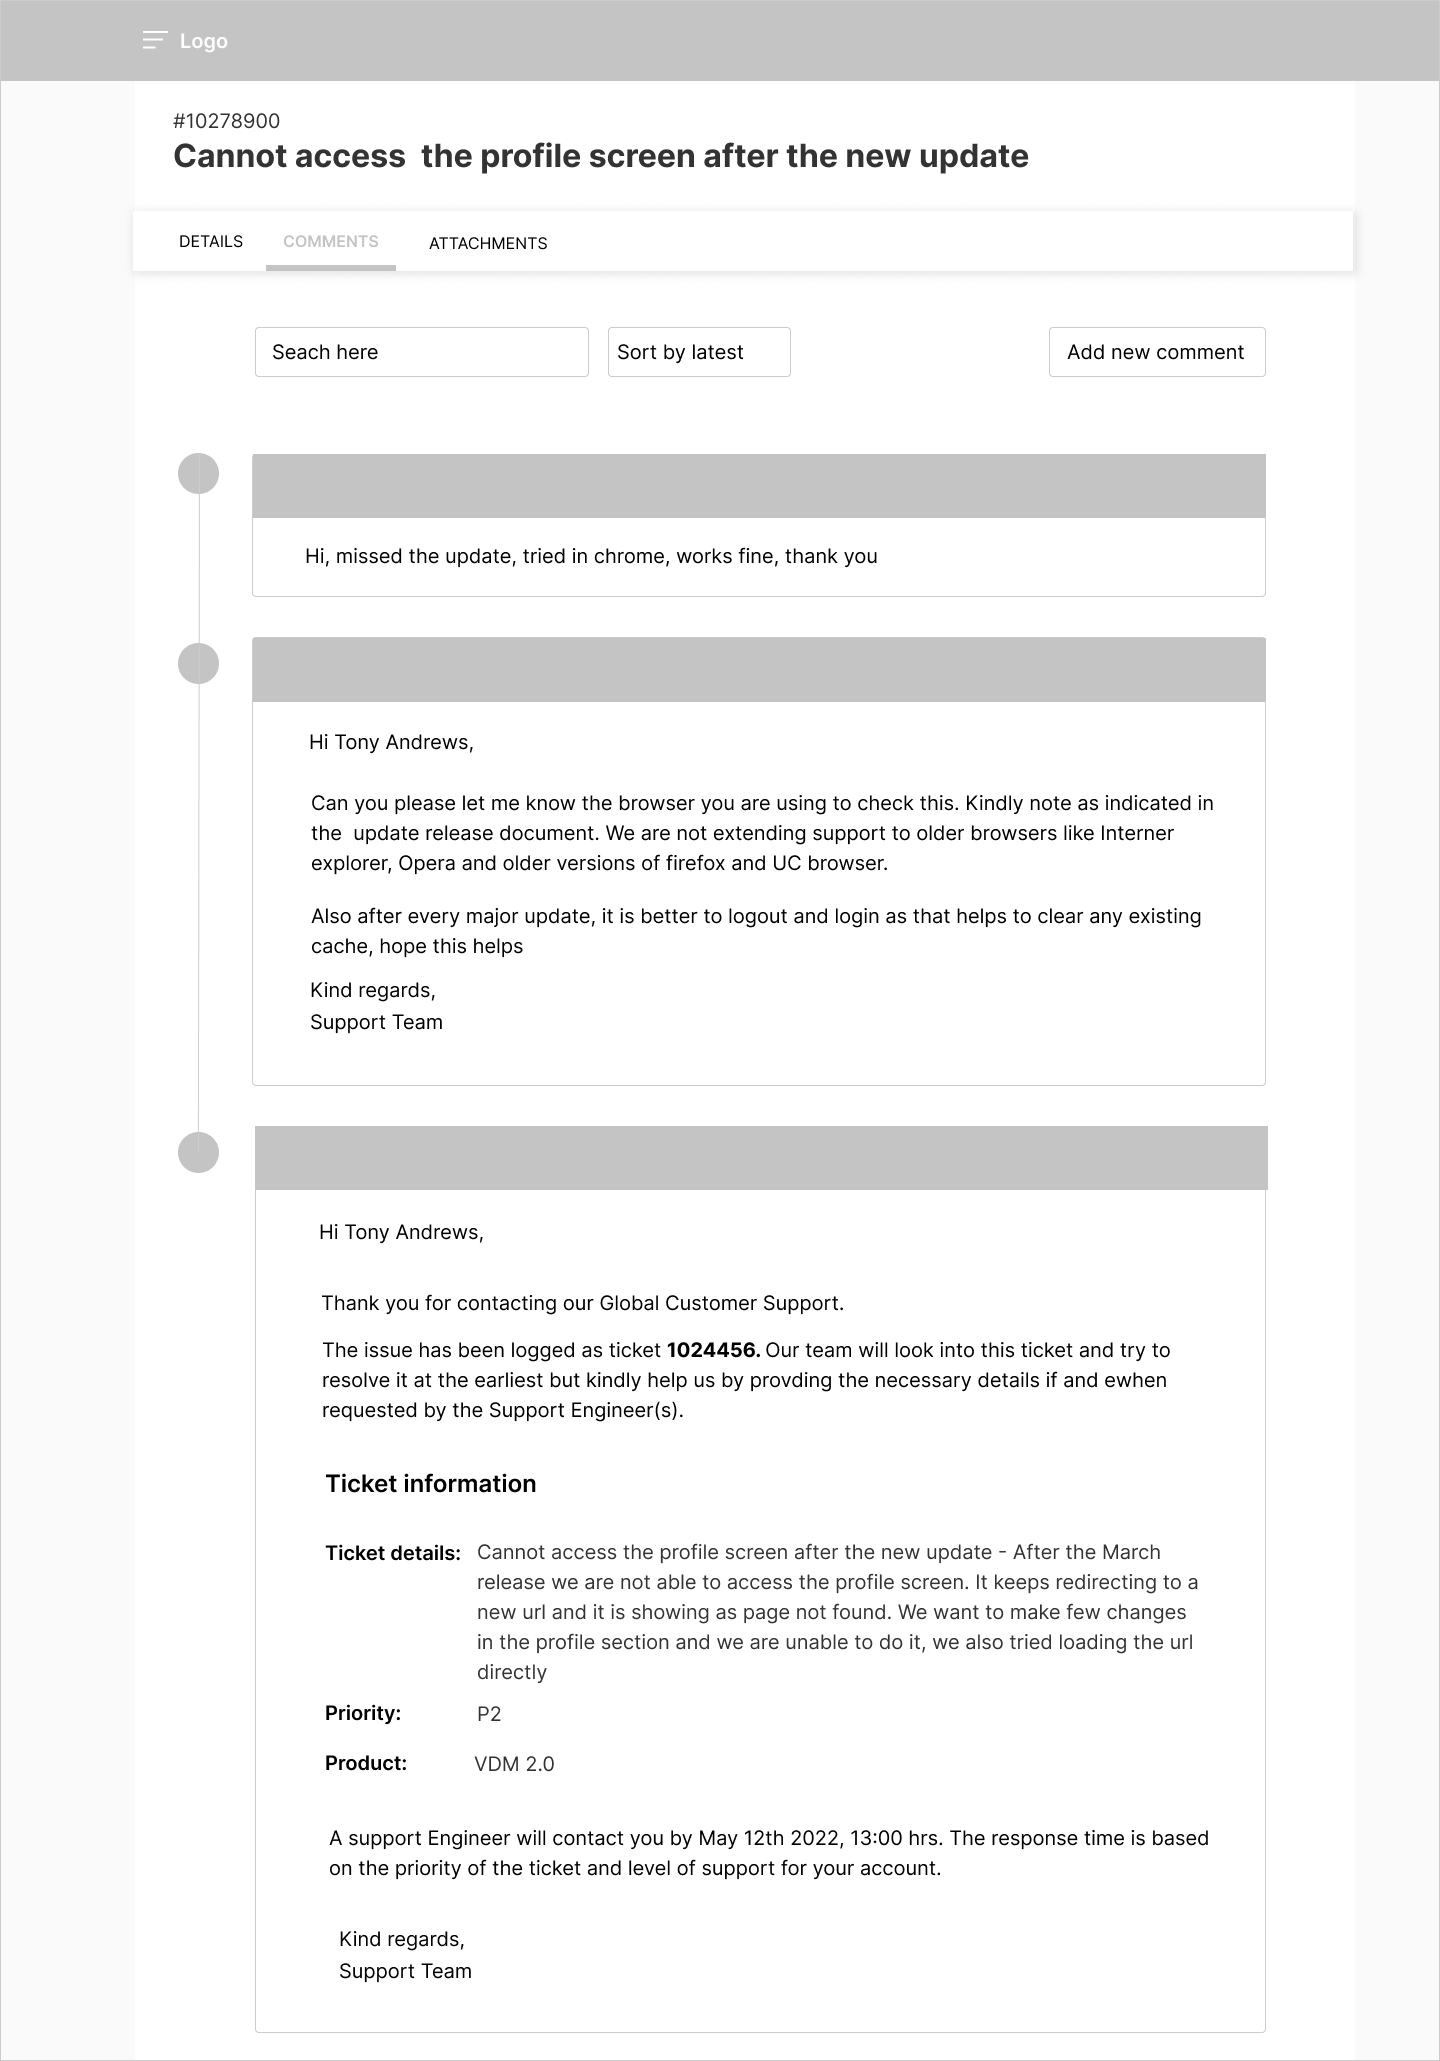 Logo
#10278900
Cannot access  the profile screen after the new update
DETAILS
COMMENTS
ATTACHMENTS
Seach here
Sort by latest
Add new comment
Hi, missed the update, tried in chrome, works fine, thank you
Hi Tony Andrews,
Can you please let me know the browser you are using to check this. Kindly note as indicated in
the  update release document. We are not extending support to older browsers like Interner
explorer, Opera and older versions of firefox and UC browser.
Also after every major update, it is better to logout and login as that helps to clear any existing
cache, hope this helps
Kind regards,
Support Team
Hi Tony Andrews,
Thank you for contacting our Global Customer Support.
The issue has been logged as ticket 1024456. Our team will look into this ticket and try to
resolve it at the earliest but kindly help us by provding the necessary details if and ewhen
requested by the Support Engineer(s).
Ticket information
Ticket details: Cannot access the profile screen after the new update - After the March
release we are not able to access the profile screen. It keeps redirecting to a
new url and it is showing as page not found. We want to make few changes
in the profile section and we are unable to do it, we also tried loading the url
directly
Priority: P2
Product: VDM 2.0
A support Engineer will contact you by May 12th 2022, 13:00 hrs. The response time is based
on the priority of the ticket and level of support for your account.
Kind regards,
Support Team